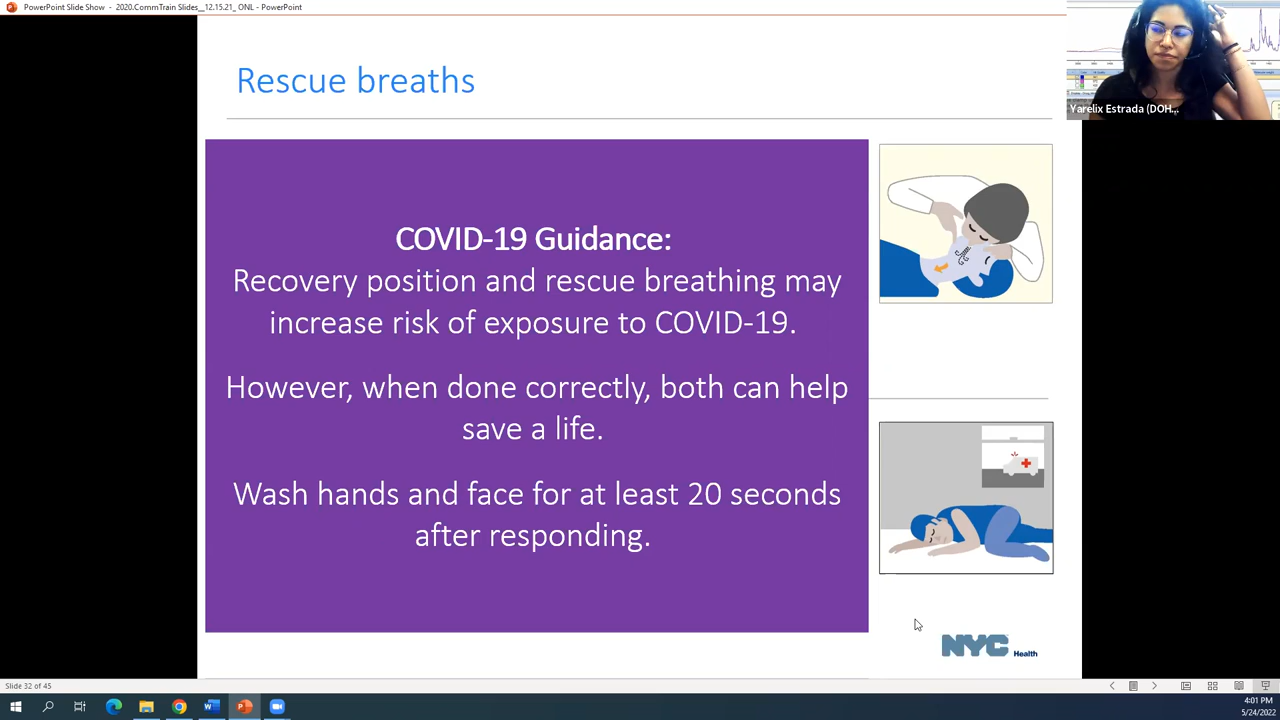 PowerPoint Slide Show - 2020.CommTrain Slides__12.15.21_ ONL - PowerPoint
Yarelix Estrada (DOH...
Rescue breaths
COVID-19 Guidance:
Recovery position and rescue breathing may
increase risk of exposure to COVID-19.
However, when done correctly, both can help
save a life.
Wash hands and face for at least 20 seconds
after responding.
NYC
Health
Slide 32 of 45
4:01 PM
5/24/2022